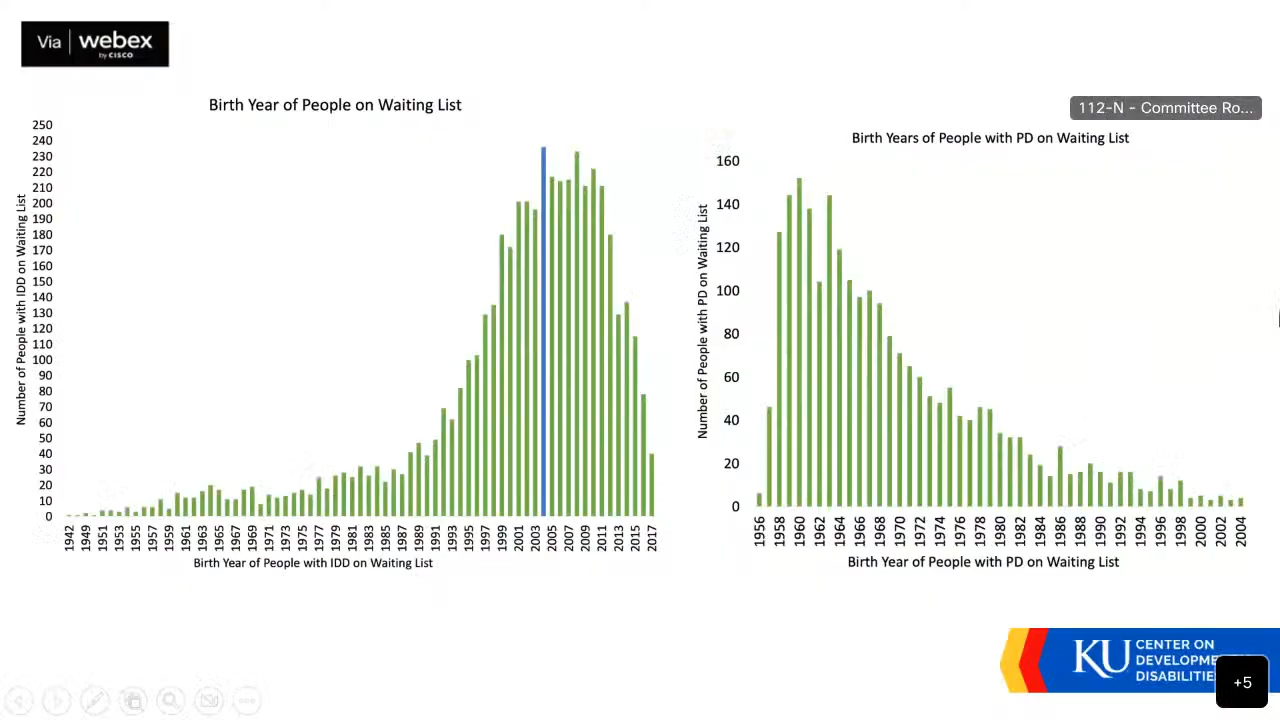 Via | webex
by CISCO
112-N - Committee Ro...
Birth Year of People on Waiting List
Number of People with IDD on Waiting List
250
240
230
220
210
200
190
180
170
160
150
140
130
120
110
100
90
80
70
60
50
40
30
20
10
0
1942 1949 1951 1953 1955 1957 1959 1961 1963 1965 1967 1969 1971 1973 1975 1977 1979 1981 1983 1985 1987 1989 1991 1993 1995 1997 1999 2001 2003 2005 2007 2009 2011 2013 2015 2017
Birth Year of People with IDD on Waiting List
Birth Years of People with PD on Waiting List
Number of People with PD on Waiting List
160
140
120
100
80
60
40
20
0
1956 1958 1960 1962 1964 1966 1968 1970 1972 1974 1976 1978 1980 1982 1984 1986 1988 1990 1992 1994 1996 1998 2000 2002 2004
Birth Year of People with PD on Waiting List
KU CENTER ON
DEVELOPME
DISABILITIE
+5